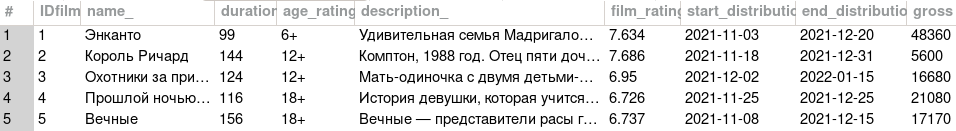 # IDfilm name_ duration age_rating description_ film_rating start_distributio end_distributio gross
1 1 Энканто 99 6+ Удивительная семья Мадригало... 7.634 2021-11-03 2021-12-20 48360
2 2 Король Ричард 144 12+ Комптон, 1988 год. Отец пяти доч... 7.686 2021-11-18 2021-12-31 5600
3 3 Охотники за при... 124 12+ Мать-одиночка с двумя детьми-... 6.95 2021-12-02 2022-01-15 16680
4 4 Прошлой ночью... 116 18+ История девушки, которая учится... 6.726 2021-11-25 2021-12-25 21080
5 5 Вечные 156 18+ Вечные — представители расы г... 6.737 2021-11-08 2021-12-15 17170